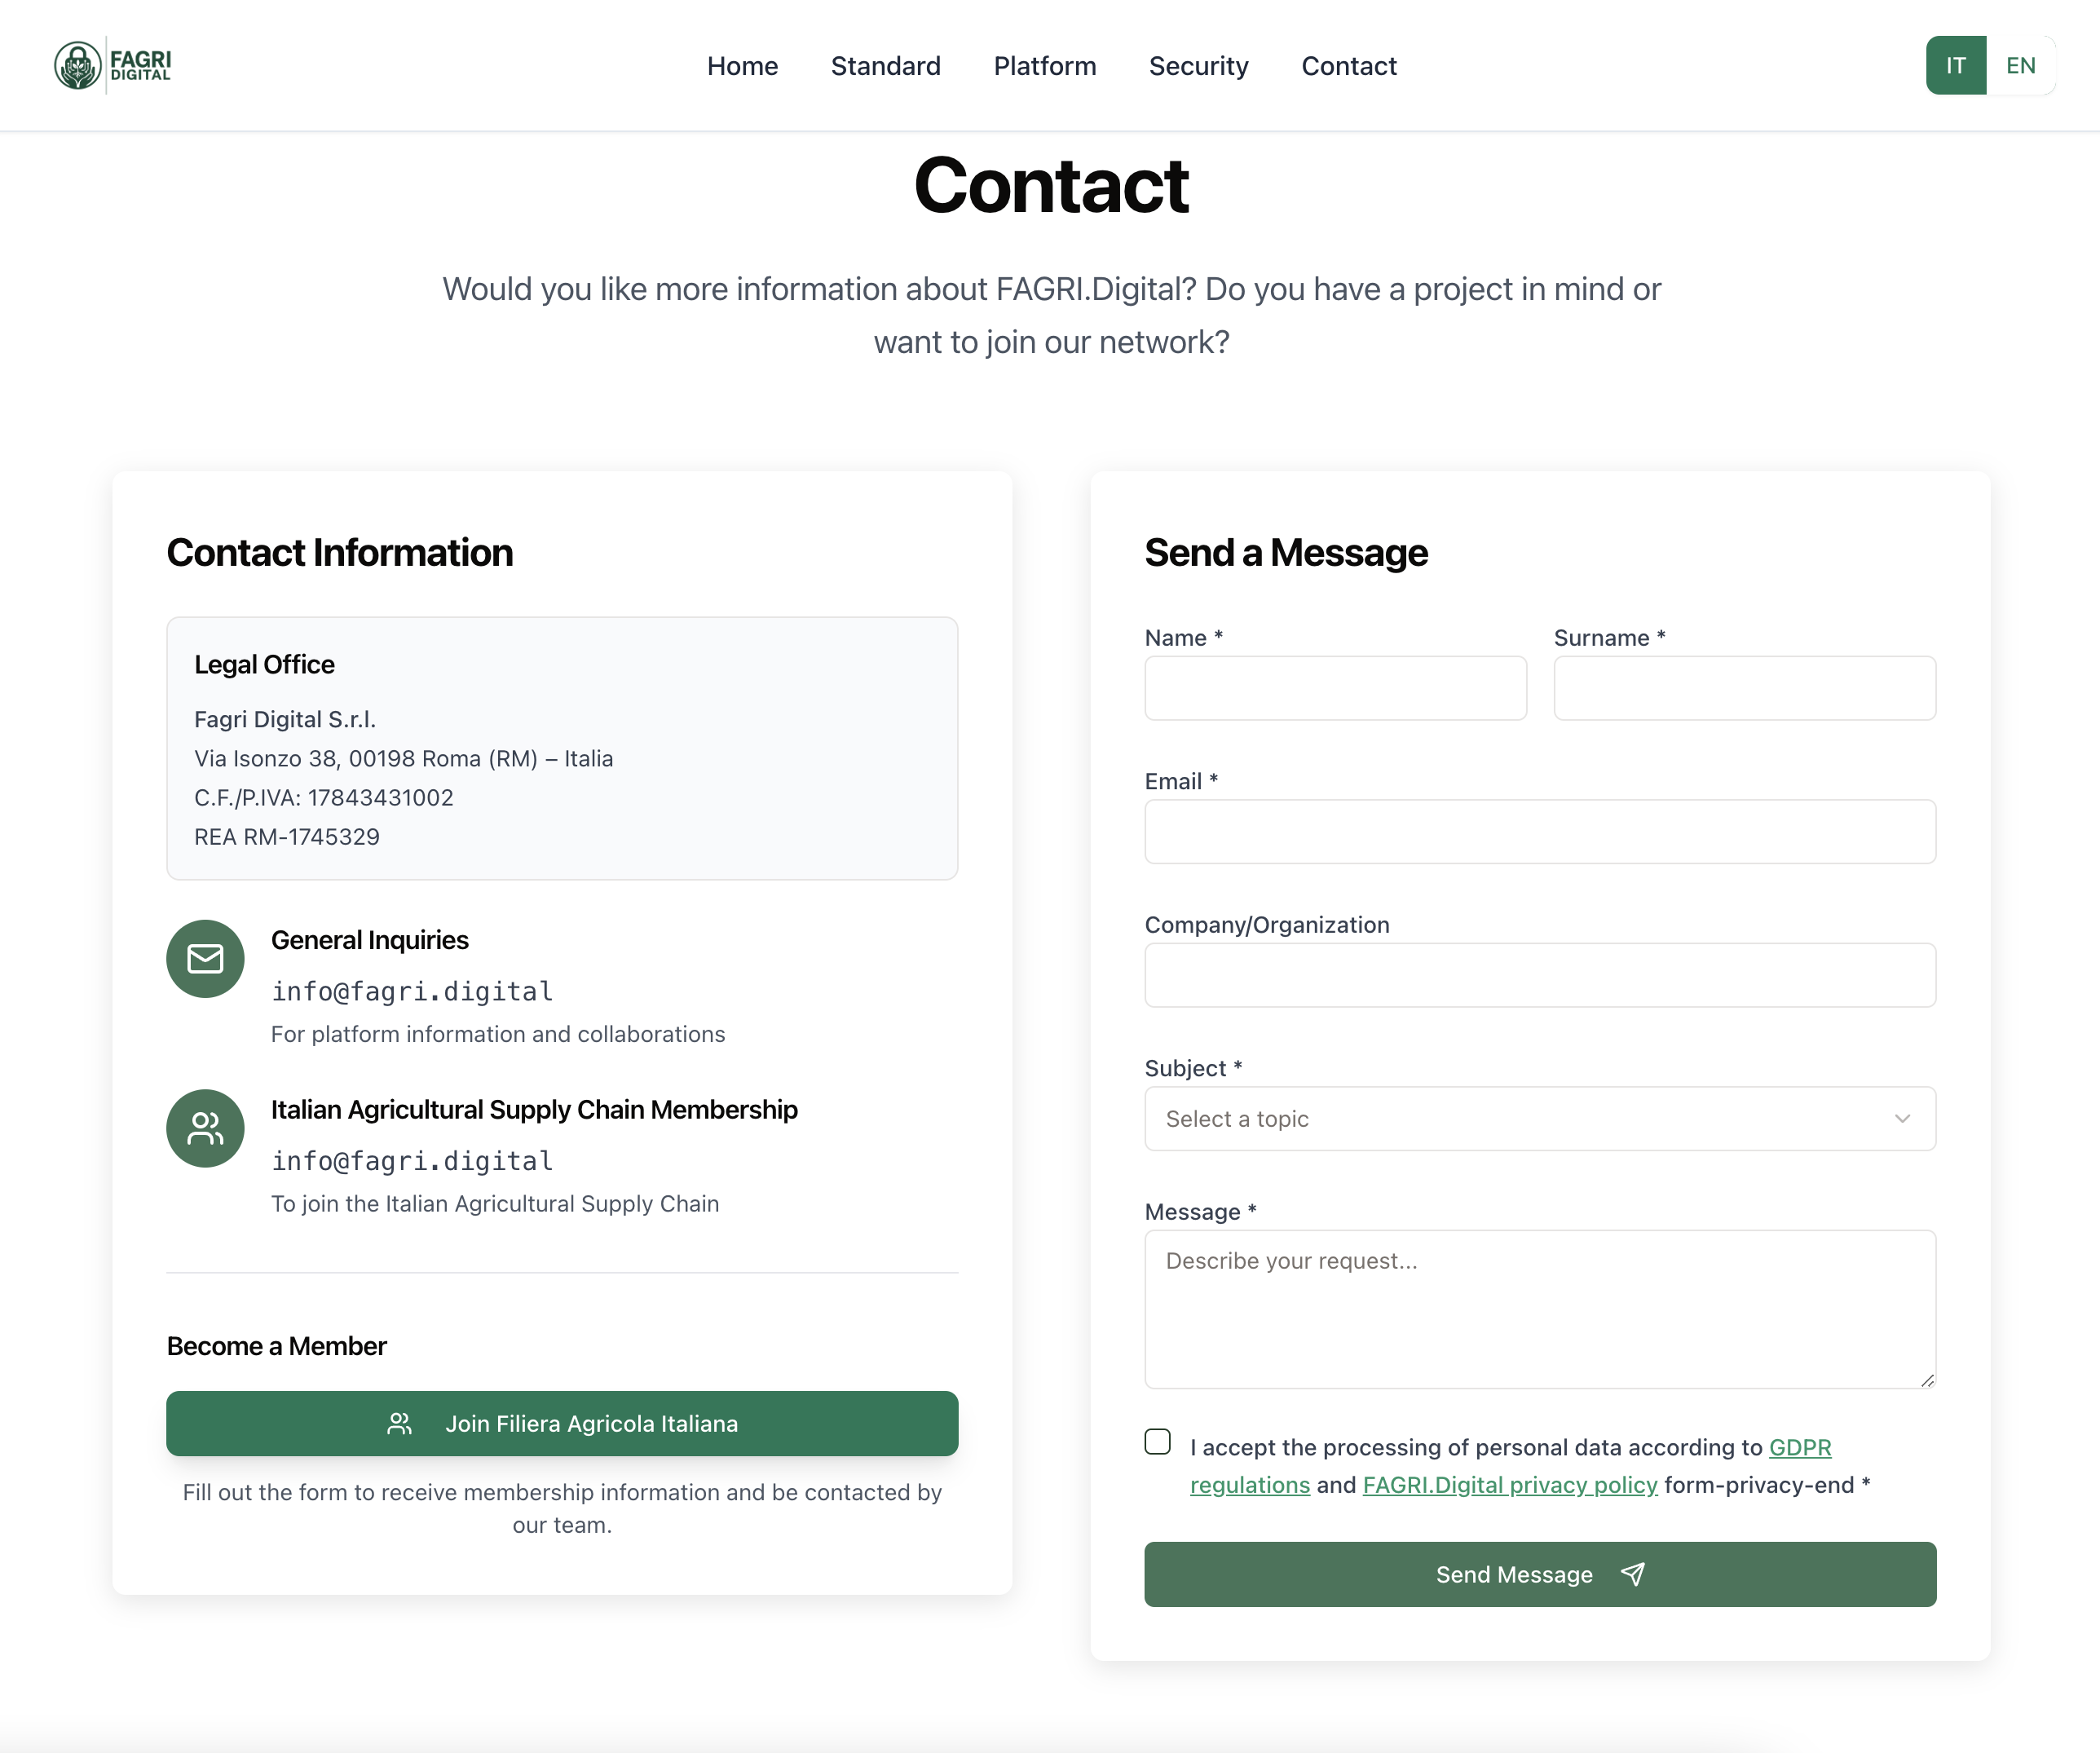 FAGRI
DIGITAL
Home
Standard
Platform
Security
Contact
IT
EN
Contact
Would you like more information about FAGRI.Digital? Do you have a project in mind or
want to join our network?
Contact Information
Legal Office
Fagri Digital S.r.l.
Via Isonzo 38, 00198 Roma (RM) – Italia
C.F./P.IVA: 17843431002
REA RM-1745329
General Inquiries
info@fagri.digital
For platform information and collaborations
Italian Agricultural Supply Chain Membership
info@fagri.digital
To join the Italian Agricultural Supply Chain
Become a Member
Join Filiera Agricola Italiana
Fill out the form to receive membership information and be contacted by
our team.
Send a Message
Name *
Surname *
Email *
Company/Organization
Subject *
Select a topic
Message *
Describe your request...
I accept the processing of personal data according to GDPR
regulations and FAGRI.Digital privacy policy form-privacy-end *
Send Message